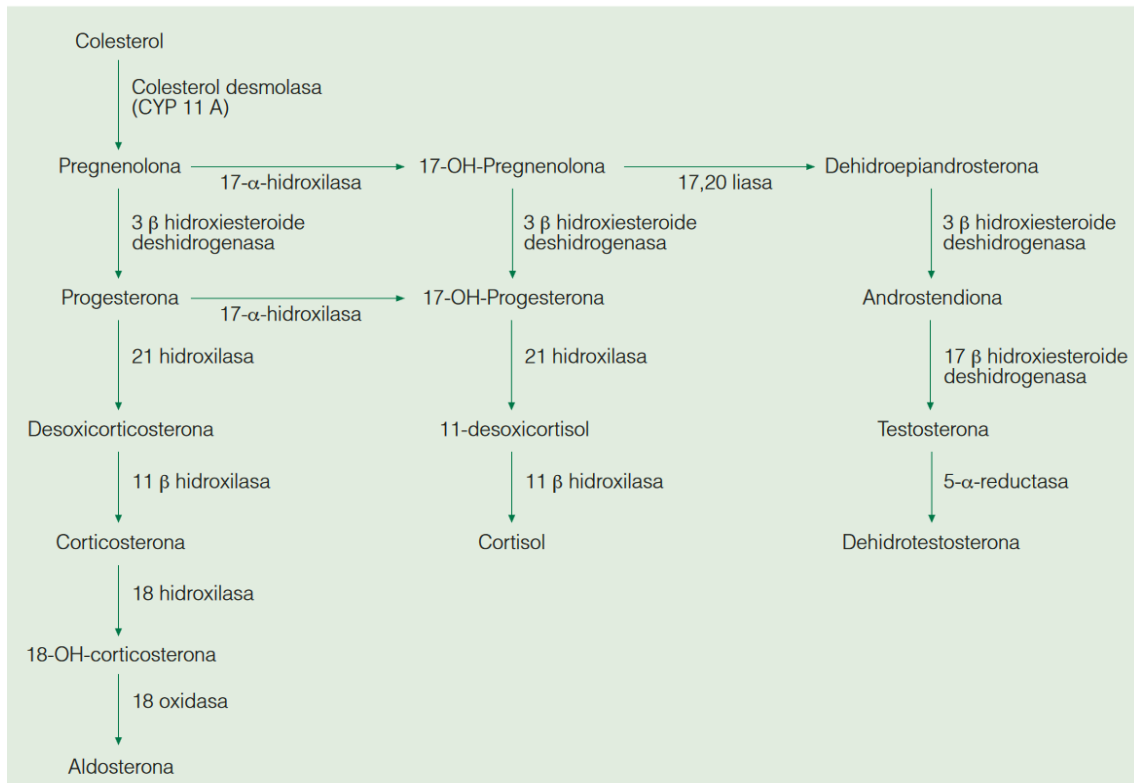 Colesterol
Colesterol desmolasa
(CYP 11 A)
Pregnenolona
17-α-hidroxilasa
17-OH-Pregnenolona
17,20 liasa
Dehidroepiandrosterona
3 β hidroxiesteroide
deshidrogenasa
3 β hidroxiesteroide
deshidrogenasa
3 β hidroxiesteroide
deshidrogenasa
Progesterona
17-α-hidroxilasa
17-OH-Progesterona
Androstendiona
21 hidroxilasa
21 hidroxilasa
17 β hidroxiesteroide
deshidrogenasa
Desoxicorticosterona
11-desoxicortisol
Testosterona
11 β hidroxilasa
11 β hidroxilasa
5-α-reductasa
Corticosterona
Cortisol
Dehidrotestosterona
18 hidroxilasa
18-OH-corticosterona
18 oxidasa
Aldosterona